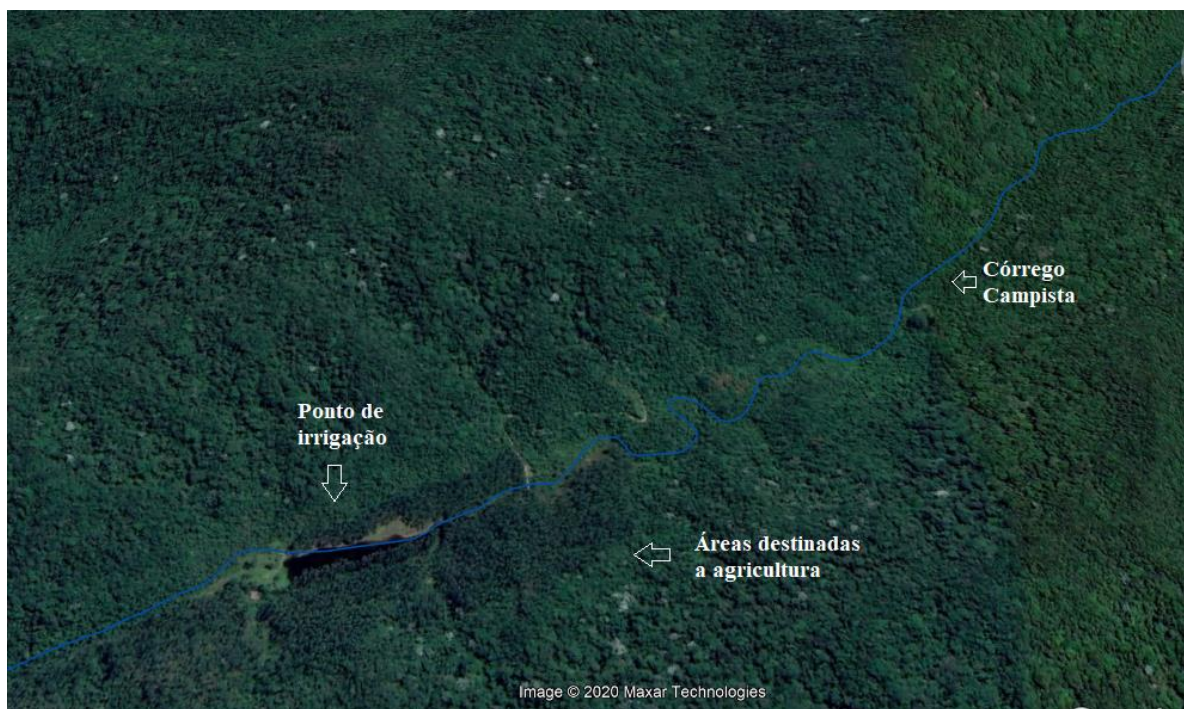 Córrego
Campista
Ponto de
irrigação
Áreas destinadas
a agricultura
Image © 2020 Maxar Technologies